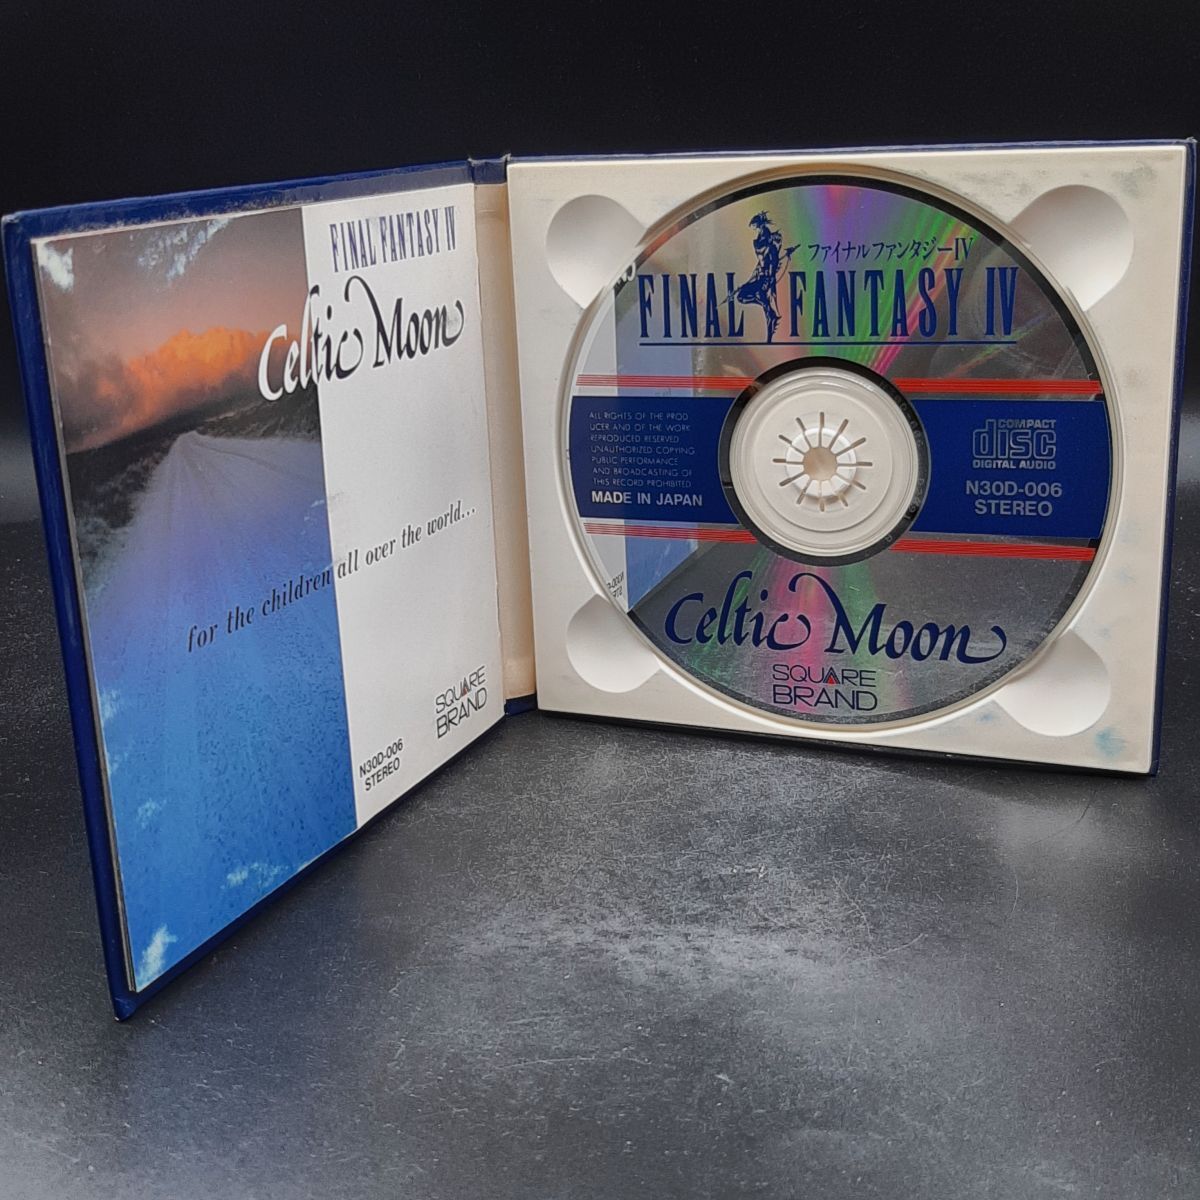 FINAL FANTASY IV
Celtic Moon
for the children all over the world...
SQUARE
BRAND
N30D-006
STEREO
ファイナルファンタジーIV
FINAL FANTASY IV
ALL RIGHTS OF THE PROD
UCER AND OF THE WORK
REPRODUCED RESERVED
UNAUTHORIZED COPYING
PUBLIC PERFORMANCE
AND BROADCASTING OF
THIS RECORD PROHIBITED
MADE IN JAPAN
COMPACT
disc
DIGITAL AUDIO
N30D-006
STEREO
Celtic Moon
SQUARE
BRAND